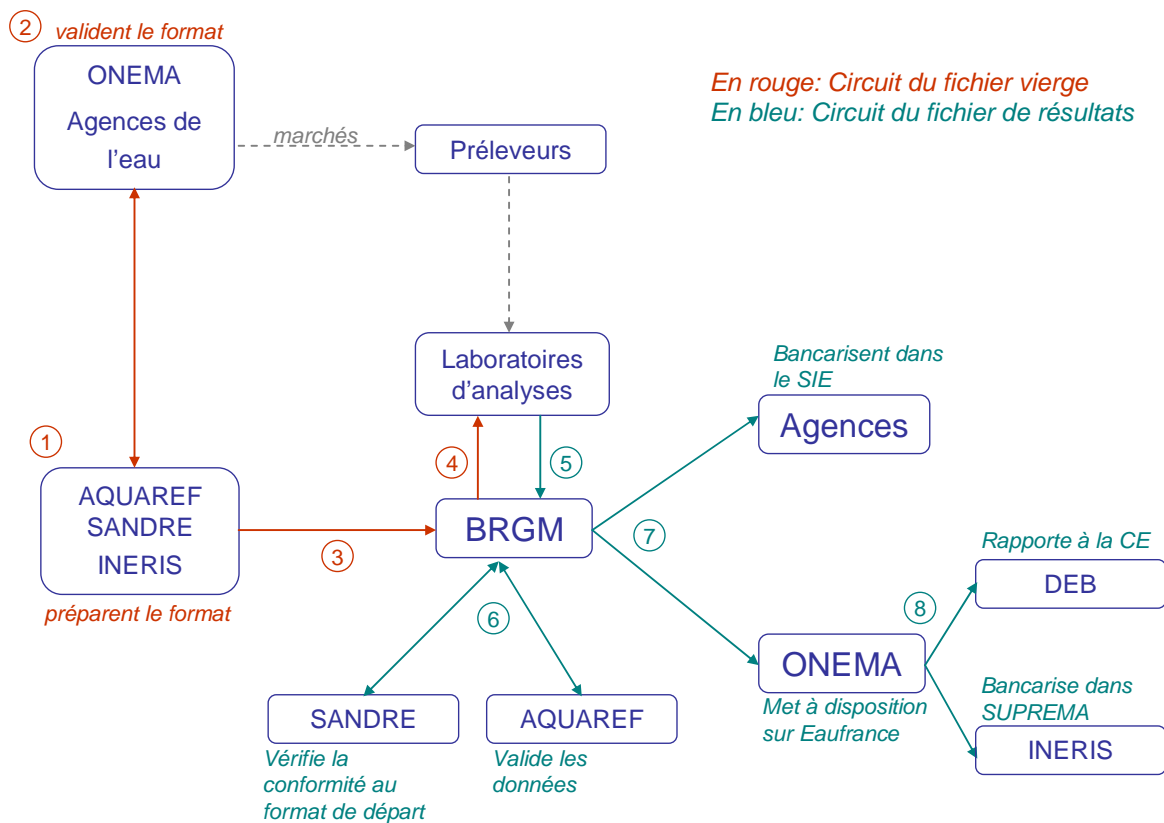 2
valident le format
ONEMA
Agences de
l'eau
marchés
Préleveurs
En rouge: Circuit du fichier vierge
En bleu: Circuit du fichier de résultats
Laboratoires
d'analyses
Bancarisent dans
le SIE
Agences
1
AQUAREF
SANDRE
INERIS
préparent le format
3
4
5
BRGM
7
6
SANDRE
Vérifie la
conformité au
format de départ
AQUAREF
Valide les
données
ONEMA
Met à disposition
sur Eaufrance
8
Rapporte à la CE
DEB
Bancarise dans
SUPREMA
INERIS